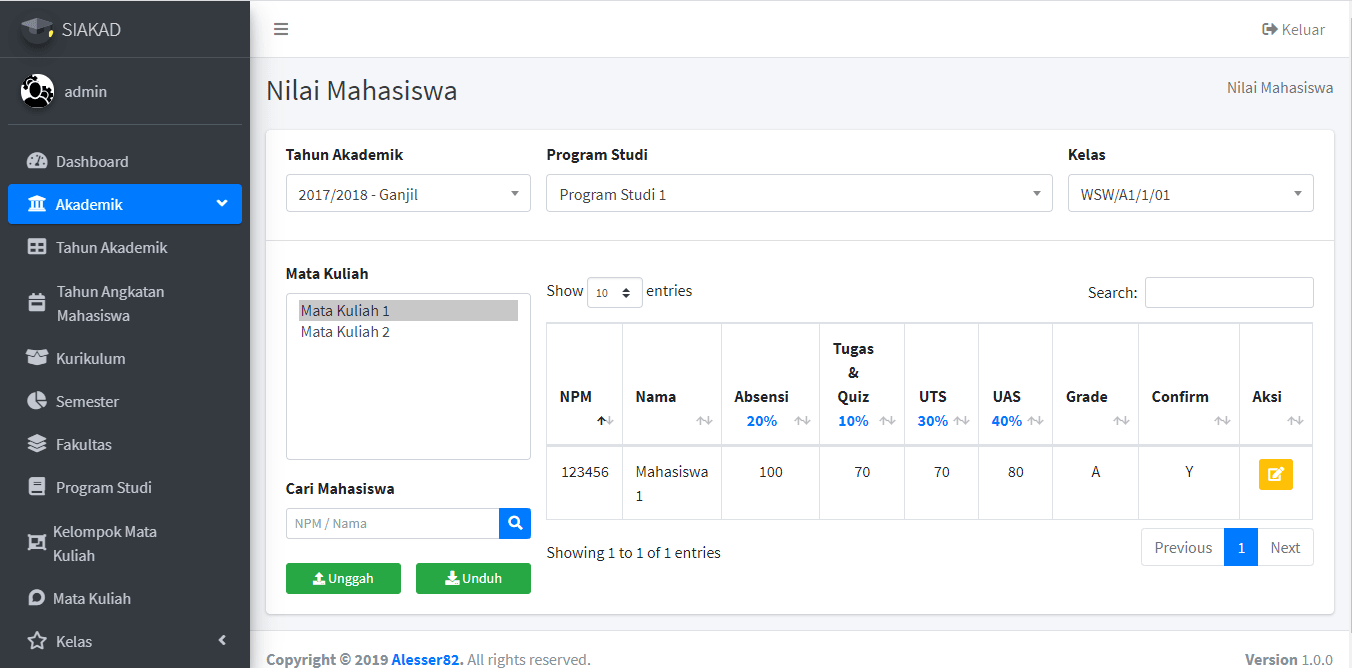 SIAKAD
Keluar
admin
Nilai Mahasiswa
Nilai Mahasiswa
Dashboard
Akademik
Tahun Akademik
Tahun Angkatan
Mahasiswa
Kurikulum
Semester
Fakultas
Program Studi
Kelompok Mata
Kuliah
Mata Kuliah
Kelas
Tahun Akademik
2017/2018 - Ganjil
Program Studi
Program Studi 1
Kelas
WSW/A1/1/01
Mata Kuliah
Mata Kuliah 1
Mata Kuliah 2
Cari Mahasiswa
NPM / Nama
Unggah
Unduh
Show 10 entries
Search:
NPM
Nama
Absensi
20%
Tugas
&
Quiz
10%
UTS
30%
UAS
40%
Grade
Confirm
Aksi
123456
Mahasiswa
1
100
70
70
80
A
Y
Showing 1 to 1 of 1 entries
Previous
1
Next
Copyright © 2019 Alesser82. All rights reserved.
Version 1.0.0